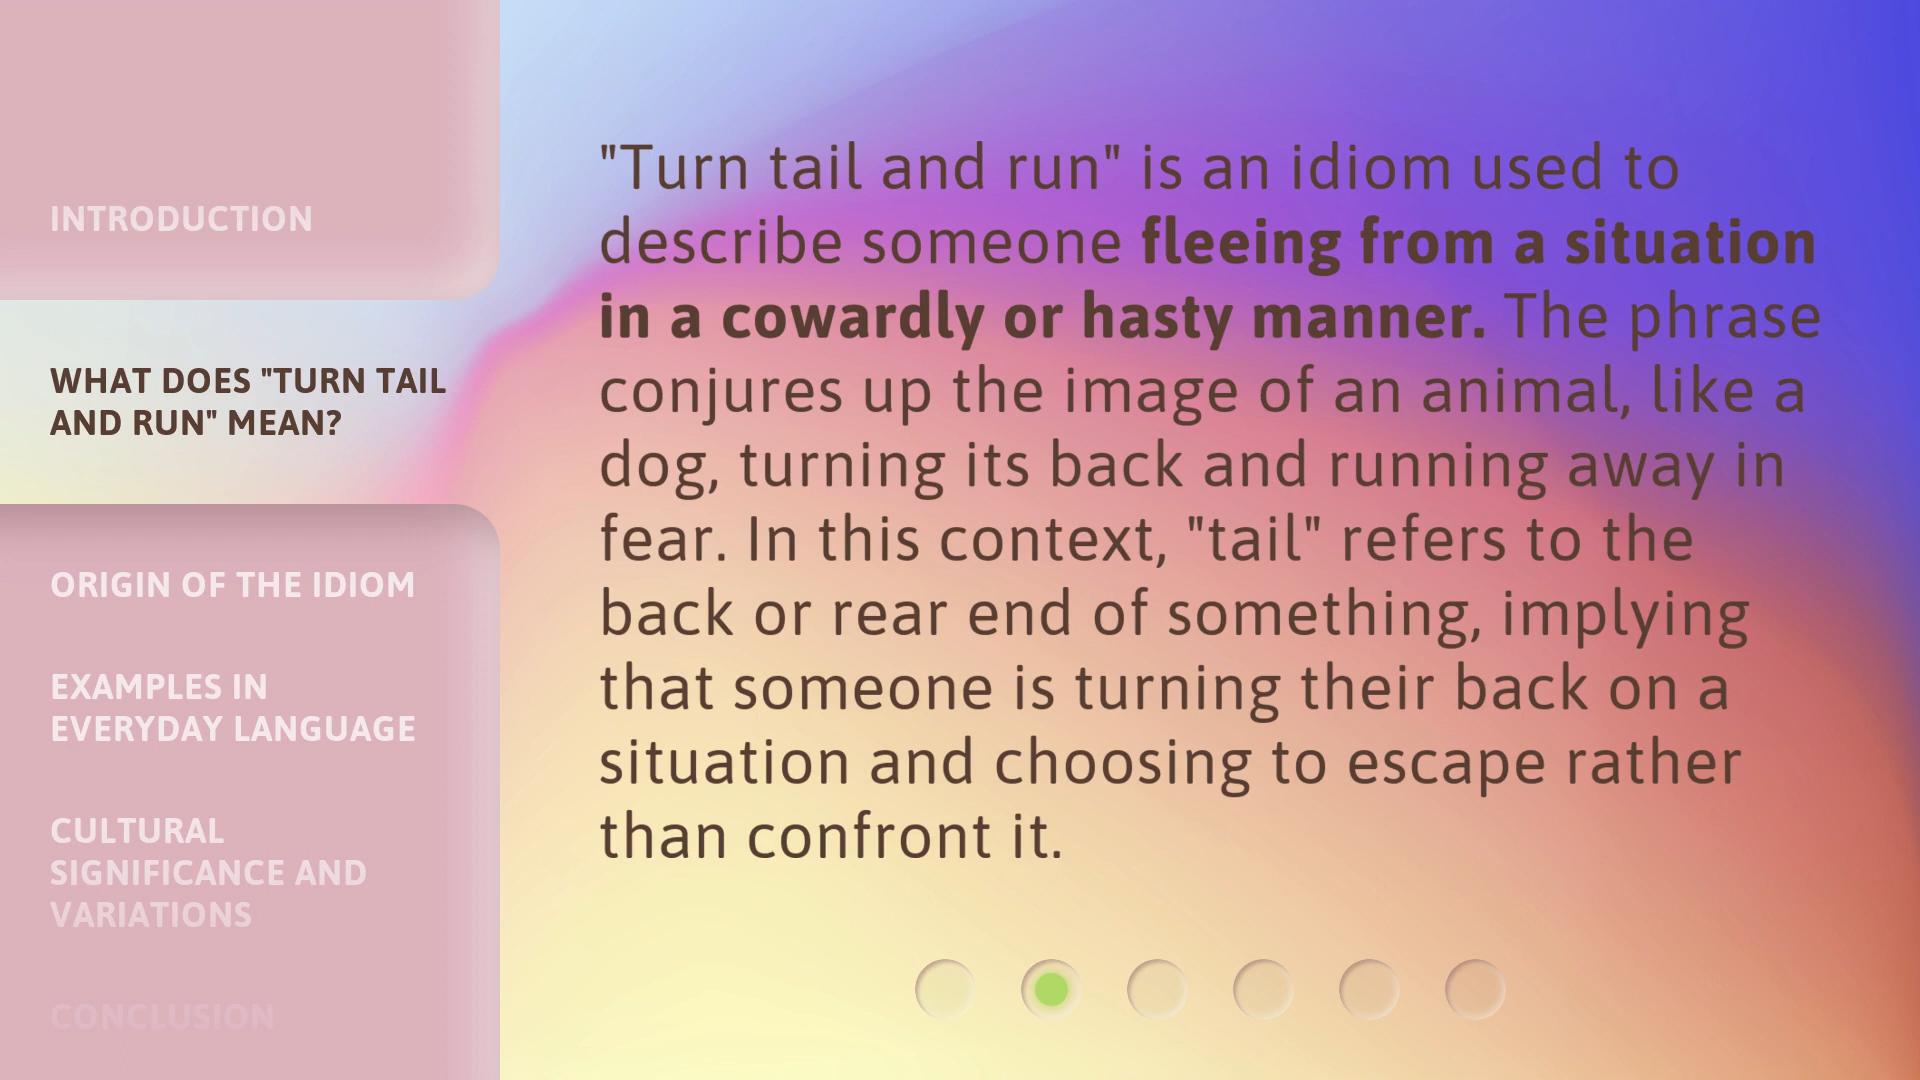 INTRODUCTION
WHAT DOES "TURN TAIL
AND RUN" MEAN?
ORIGIN OF THE IDIOM
EXAMPLES IN
EVERYDAY LANGUAGE
CULTURAL
SIGNIFICANCE AND
VARIATIONS
CONCLUSION
"Turn tail and run" is an idiom used to
describe someone fleeing from a situation
in a cowardly or hasty manner. The phrase
conjures up the image of an animal, like a
dog, turning its back and running away in
fear. In this context, "tail" refers to the
back or rear end of something, implying
that someone is turning their back on a
situation and choosing to escape rather
than confront it.